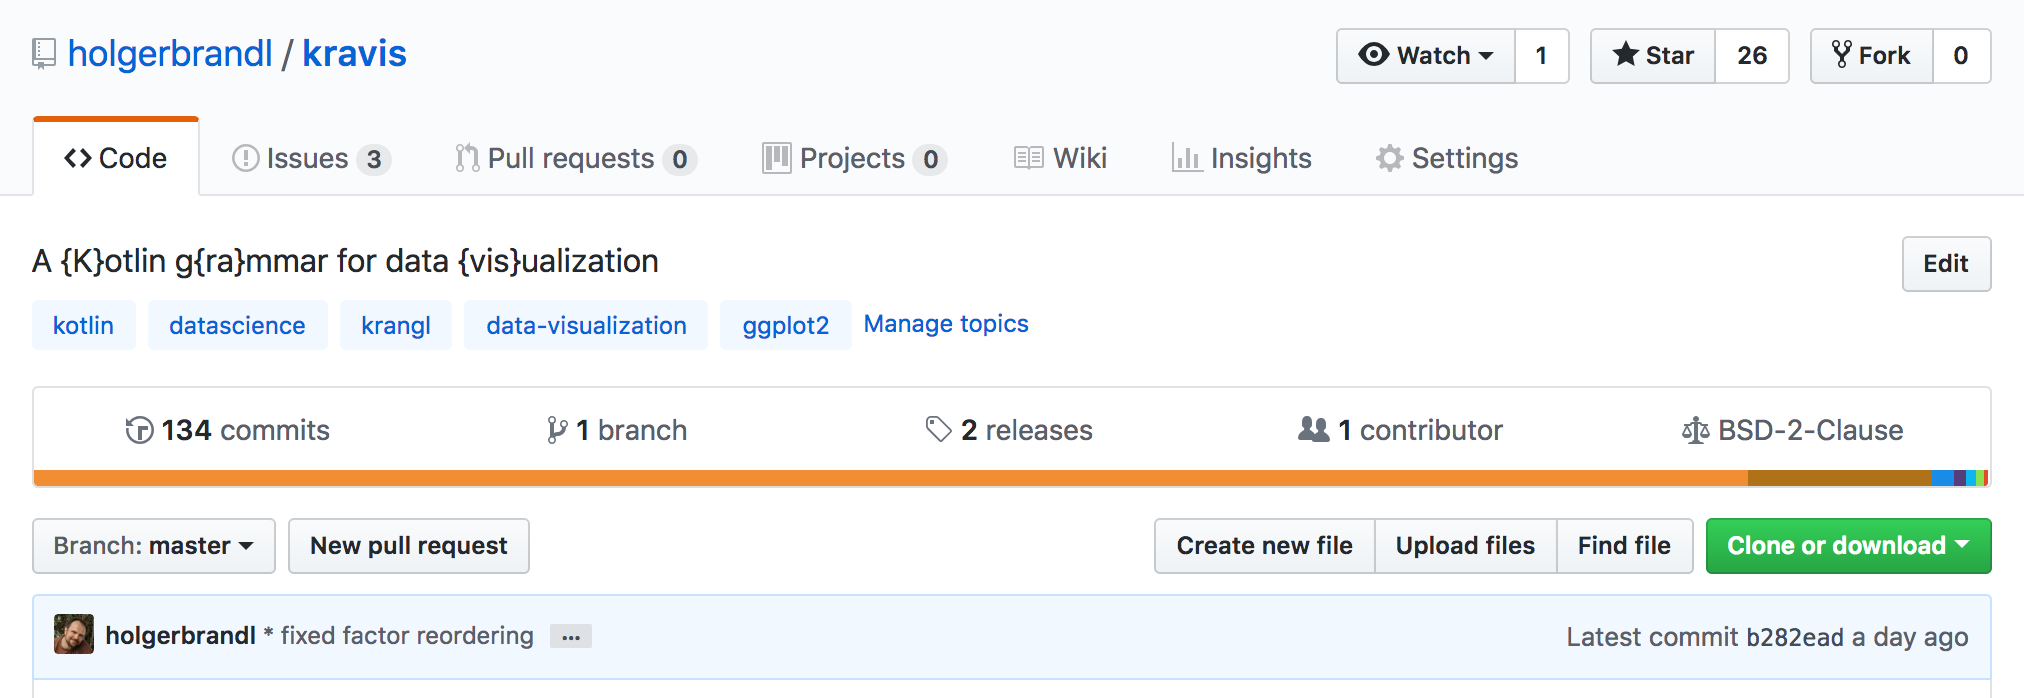 holgerbrandl / kravis
Watch 1 Star 26 Fork 0
Code Issues 3 Pull requests 0 Projects 0 Wiki Insights Settings
A {K}otlin g{ra}mmar for data {vis}ualization
Edit
kotlin datascience krangl data-visualization ggplot2 Manage topics
134 commits 1 branch 2 releases 1 contributor BSD-2-Clause
Branch: master New pull request Create new file Upload files Find file Clone or download
holgerbrandl * fixed factor reordering ... Latest commit b282ead a day ago